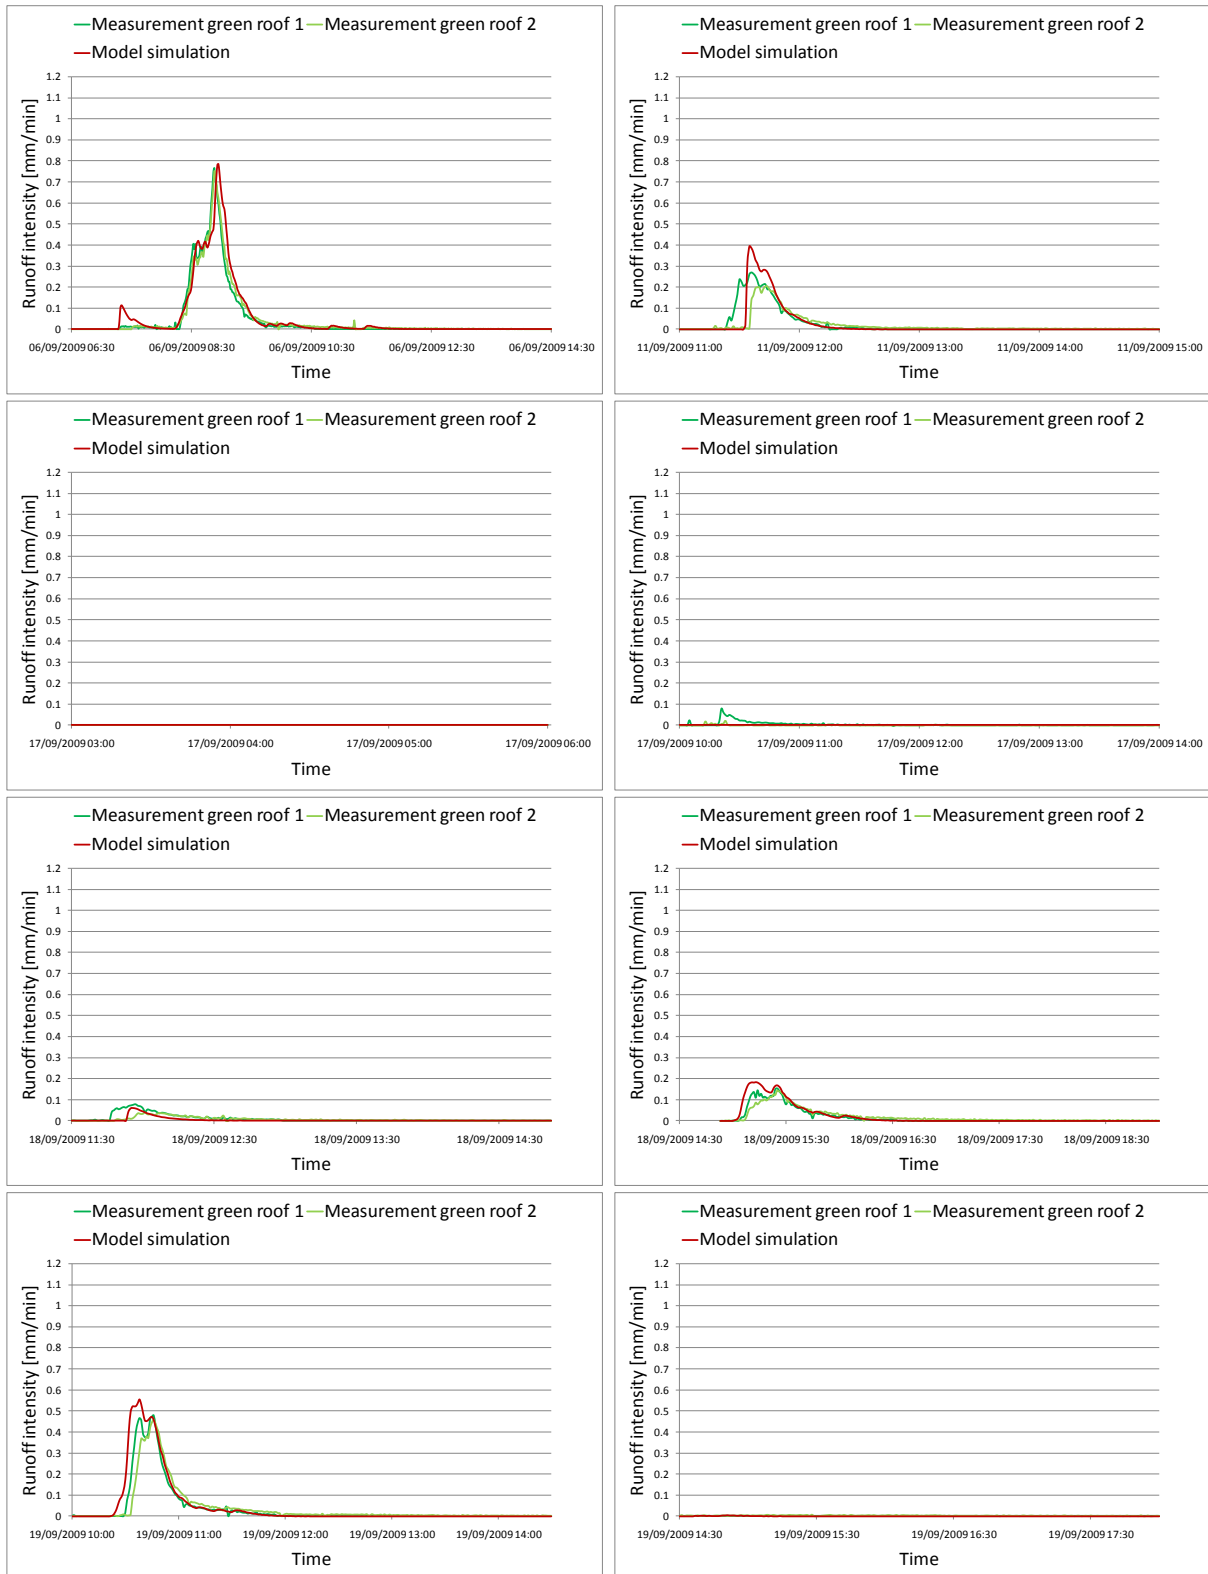 Measurement green roof 1 Measurement green roof 2
Model simulation
Runoff intensity [mm/min]
1.2
1.1
1
0.9
0.8
0.7
0.6
0.5
0.4
0.3
0.2
0.1
0
06/09/2009 06:30 06/09/2009 08:30 06/09/2009 10:30 06/09/2009 12:30 06/09/2009 14:30
Time
Measurement green roof 1 Measurement green roof 2
Model simulation
Runoff intensity [mm/min]
1.2
1.1
1
0.9
0.8
0.7
0.6
0.5
0.4
0.3
0.2
0.1
0
11/09/2009 11:00 11/09/2009 12:00 11/09/2009 13:00 11/09/2009 14:00 11/09/2009 15:00
Time
Measurement green roof 1 Measurement green roof 2
Model simulation
Runoff intensity [mm/min]
1.2
1.1
1
0.9
0.8
0.7
0.6
0.5
0.4
0.3
0.2
0.1
0
17/09/2009 03:00 17/09/2009 04:00 17/09/2009 05:00 17/09/2009 06:00
Time
Measurement green roof 1 Measurement green roof 2
Model simulation
Runoff intensity [mm/min]
1.2
1.1
1
0.9
0.8
0.7
0.6
0.5
0.4
0.3
0.2
0.1
0
17/09/2009 10:00 17/09/2009 11:00 17/09/2009 12:00 17/09/2009 13:00 17/09/2009 14:00
Time
Measurement green roof 1 Measurement green roof 2
Model simulation
Runoff intensity [mm/min]
1.2
1.1
1
0.9
0.8
0.7
0.6
0.5
0.4
0.3
0.2
0.1
0
18/09/2009 11:30 18/09/2009 12:30 18/09/2009 13:30 18/09/2009 14:30
Time
Measurement green roof 1 Measurement green roof 2
Model simulation
Runoff intensity [mm/min]
1.2
1.1
1
0.9
0.8
0.7
0.6
0.5
0.4
0.3
0.2
0.1
0
18/09/2009 14:30 18/09/2009 15:30 18/09/2009 16:30 18/09/2009 17:30 18/09/2009 18:30
Time
Measurement green roof 1 Measurement green roof 2
Model simulation
Runoff intensity [mm/min]
1.2
1.1
1
0.9
0.8
0.7
0.6
0.5
0.4
0.3
0.2
0.1
0
19/09/2009 10:00 19/09/2009 11:00 19/09/2009 12:00 19/09/2009 13:00 19/09/2009 14:00
Time
Measurement green roof 1 Measurement green roof 2
Model simulation
Runoff intensity [mm/min]
1.2
1.1
1
0.9
0.8
0.7
0.6
0.5
0.4
0.3
0.2
0.1
0
19/09/2009 14:30 19/09/2009 15:30 19/09/2009 16:30 19/09/2009 17:30
Time